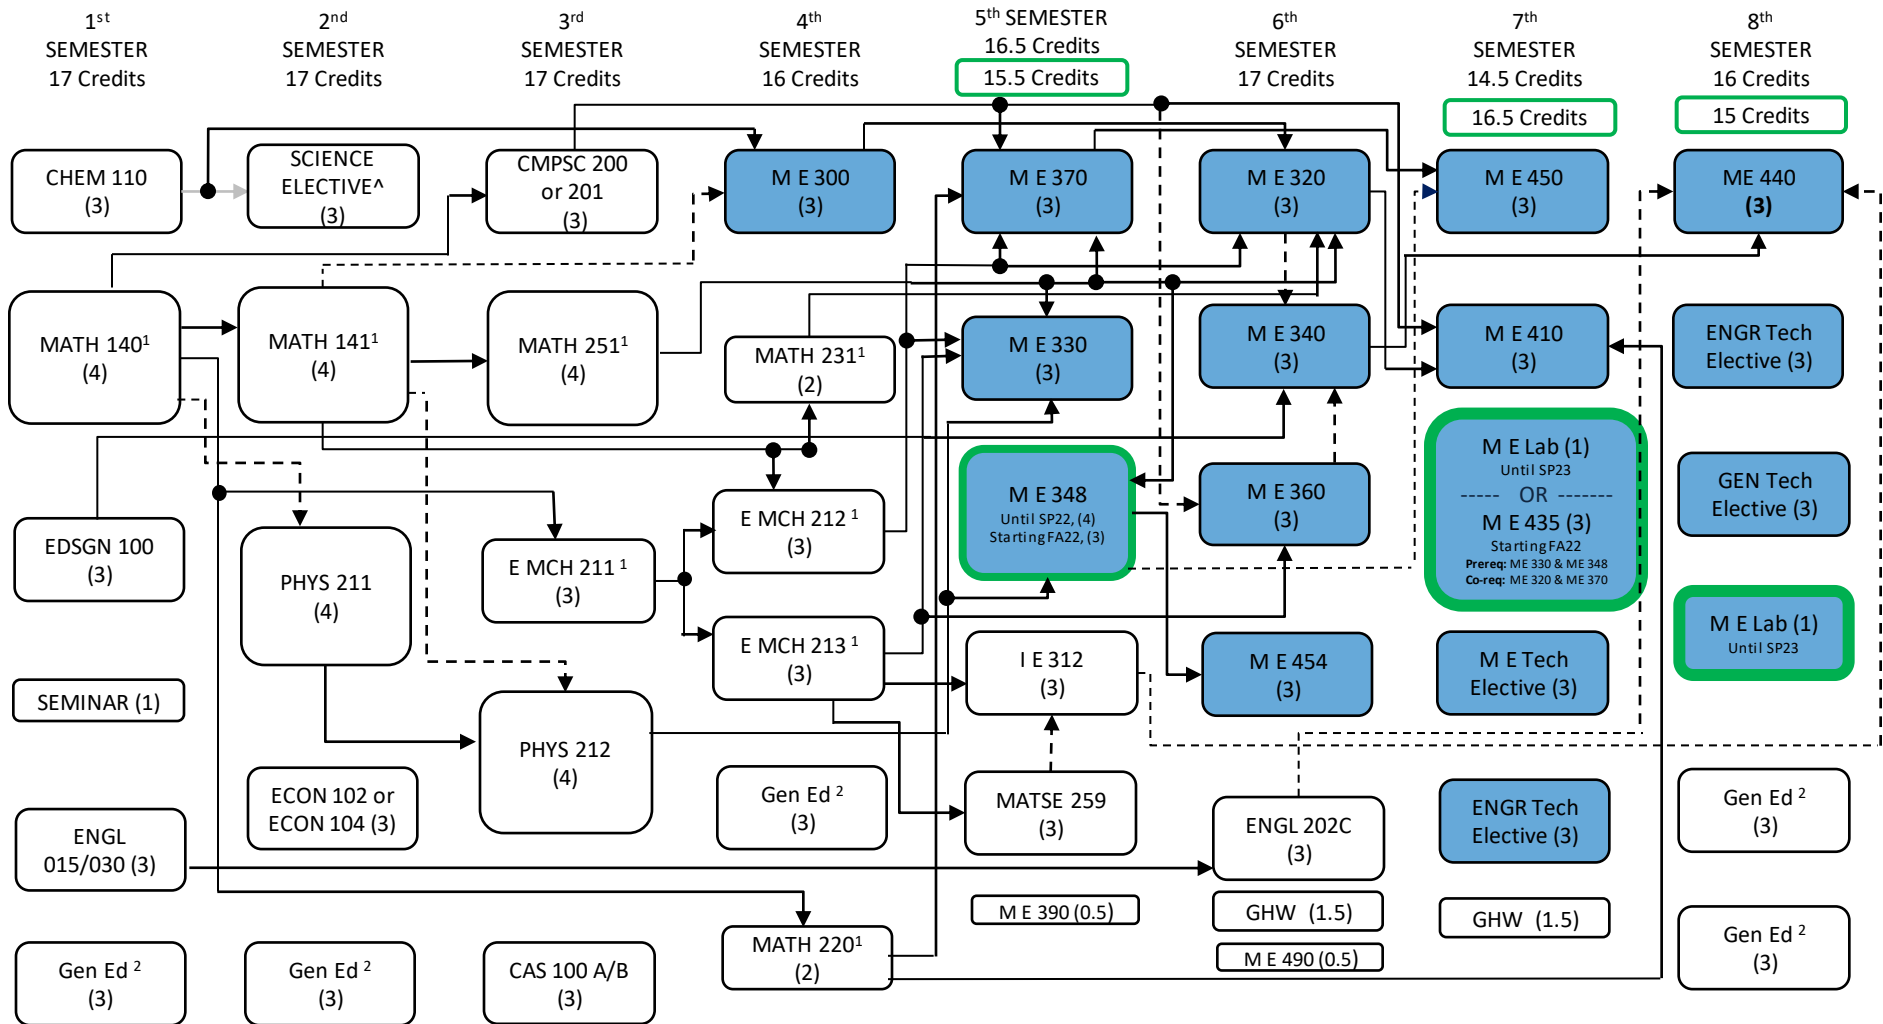 1st
SEMESTER
17 Credits
2nd
SEMESTER
17 Credits
3rd
SEMESTER
17 Credits
4th
SEMESTER
16 Credits
5th SEMESTER
16.5 Credits
15.5 Credits
6th
SEMESTER
17 Credits
7th
SEMESTER
14.5 Credits
16.5 Credits
8th
SEMESTER
16 Credits
15 Credits
CHEM 110
(3)
SCIENCE
ELECTIVE^
(3)
CMPSC 200
or 201
(3)
M E 300
(3)
M E 370
(3)
M E 320
(3)
M E 450
(3)
ME 440
(3)
MATH 140¹
(4)
MATH 141¹
(4)
MATH 251¹
(4)
MATH 231¹
(2)
M E 330
(3)
M E 340
(3)
M E 410
(3)
ENGR Tech
Elective (3)
EDSGN 100
(3)
PHYS 211
(4)
E MCH 211 ¹
(3)
E MCH 212 ¹
(3)
M E 348
Until SP22, (4)
Starting FA22, (3)
M E 360
(3)
M E Lab (1)
Until SP23
----- OR -------
M E 435 (3)
Starting FA22
Prereq: ME 330 & ME 348
Co-req: ME 320 & ME 370
GEN Tech
Elective (3)
E MCH 213 ¹
(3)
I E 312
(3)
M E 454
(3)
M E Tech
Elective (3)
M E Lab (1)
Until SP23
SEMINAR (1)
PHYS 212
(4)
ECON 102 or
ECON 104 (3)
Gen Ed ²
(3)
MATSE 259
(3)
ENGL 202C
(3)
ENGR Tech
Elective (3)
Gen Ed ²
(3)
ENGL
015/030 (3)
M E 390 (0.5)
GHW (1.5)
GHW (1.5)
M E 490 (0.5)
Gen Ed ²
(3)
Gen Ed ²
(3)
CAS 100 A/B
(3)
MATH 220¹
(2)
Gen Ed ²
(3)